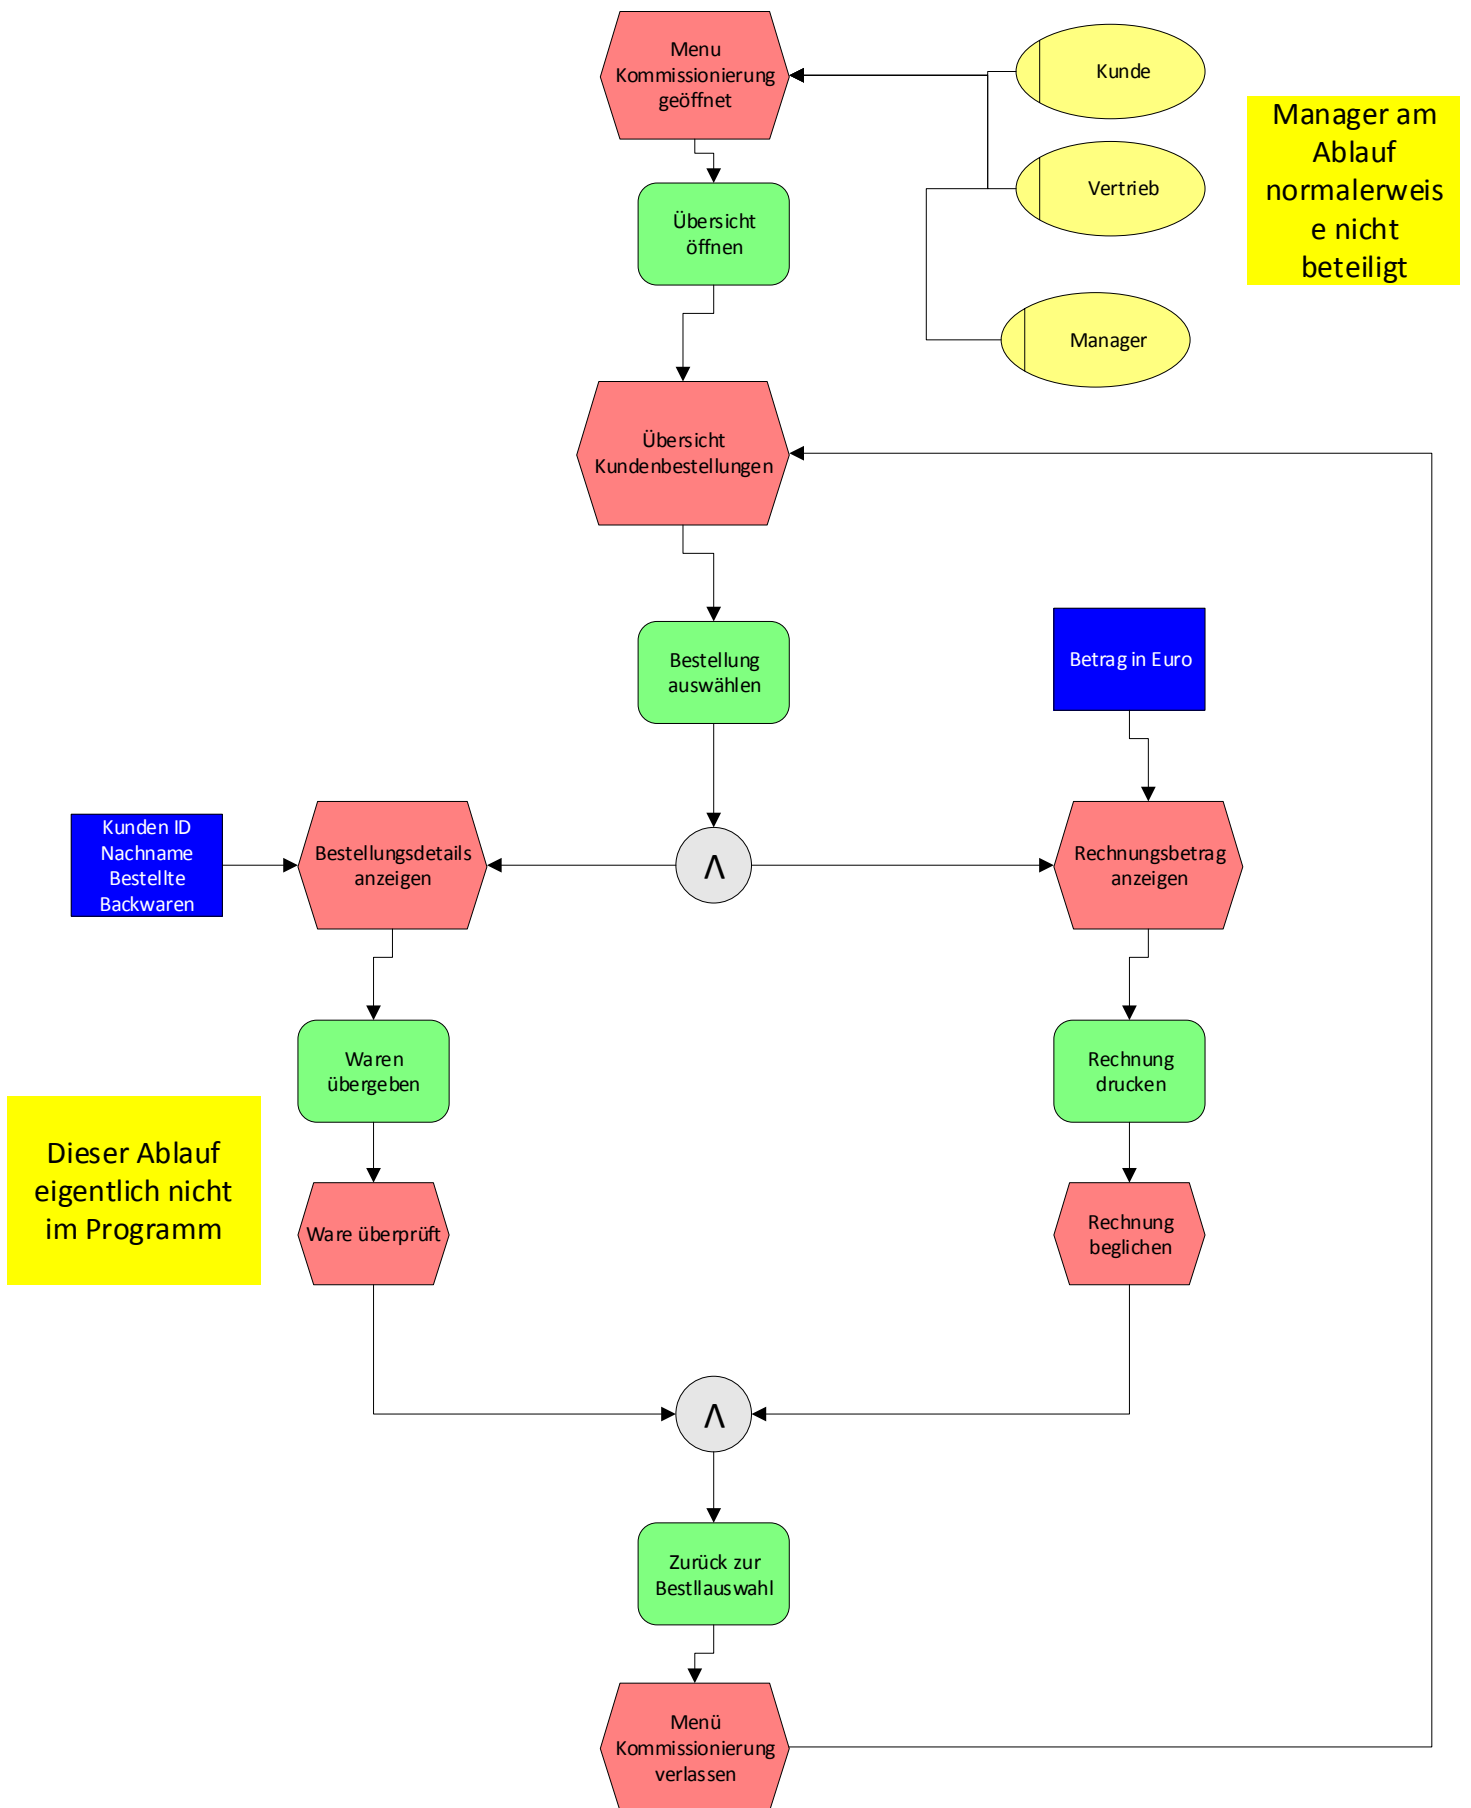 Menu
Kommissionierung
geöffnet
Kunde
Manager am
Ablauf
normalerweis
e nicht
beteiligt
Vertrieb
Übersicht
öffnen
Manager
Übersicht
Kundenbestellungen
Bestellung
auswählen
Betrag in Euro
Kunden ID
Nachname
Bestellte
Backwaren
Bestellungsdetails
anzeigen
Λ
Rechnungsbetrag
anzeigen
Waren
übergeben
Rechnung
drucken
Dieser Ablauf
eigentlich nicht
im Programm
Ware überprüft
Rechnung
beglichen
Λ
Zurück zur
Bestllauswahl
Menü
Kommissionierung
verlassen